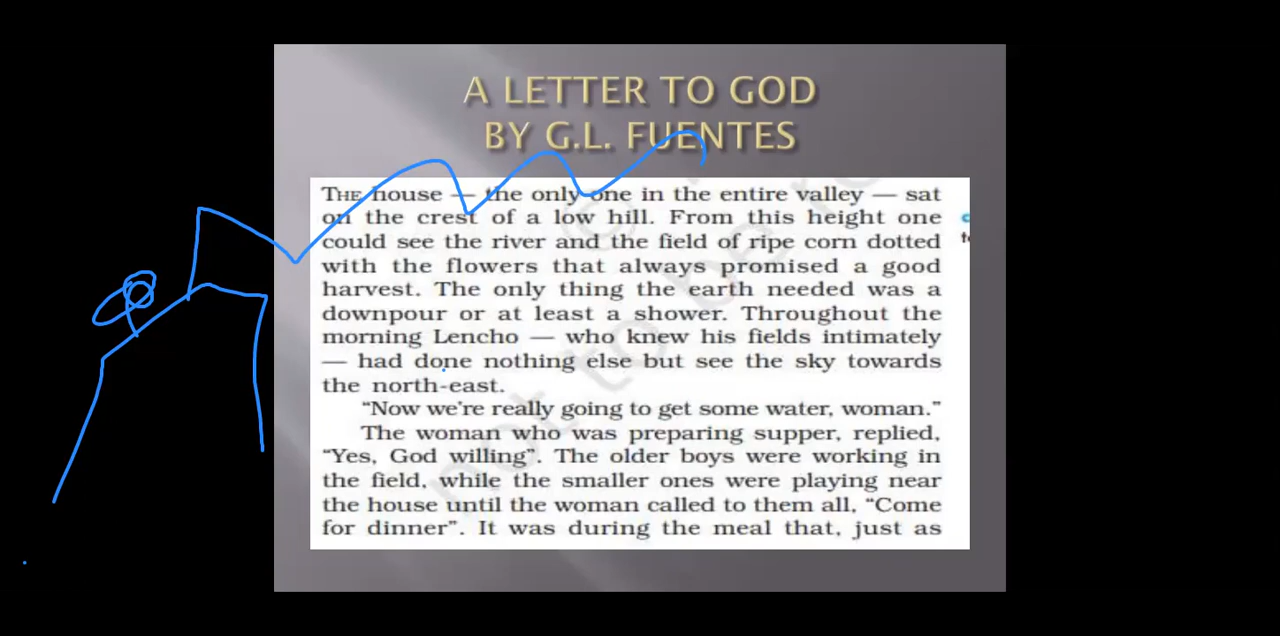 A LETTER TO GOD
BY G.L. FUENTES
THE house — the only one in the entire valley — sat
on the crest of a low hill. From this height one
could see the river and the field of ripe corn dotted
with the flowers that always promised a good
harvest. The only thing the earth needed was a
downpour or at least a shower. Throughout the
morning Lencho — who knew his fields intimately
— had done nothing else but see the sky towards
the north-east.
“Now we're really going to get some water, woman.”
The woman who was preparing supper, replied,
“Yes, God willing”. The older boys were working in
the field, while the smaller ones were playing near
the house until the woman called to them all, “Come
for dinner”. It was during the meal that, just as
not to be